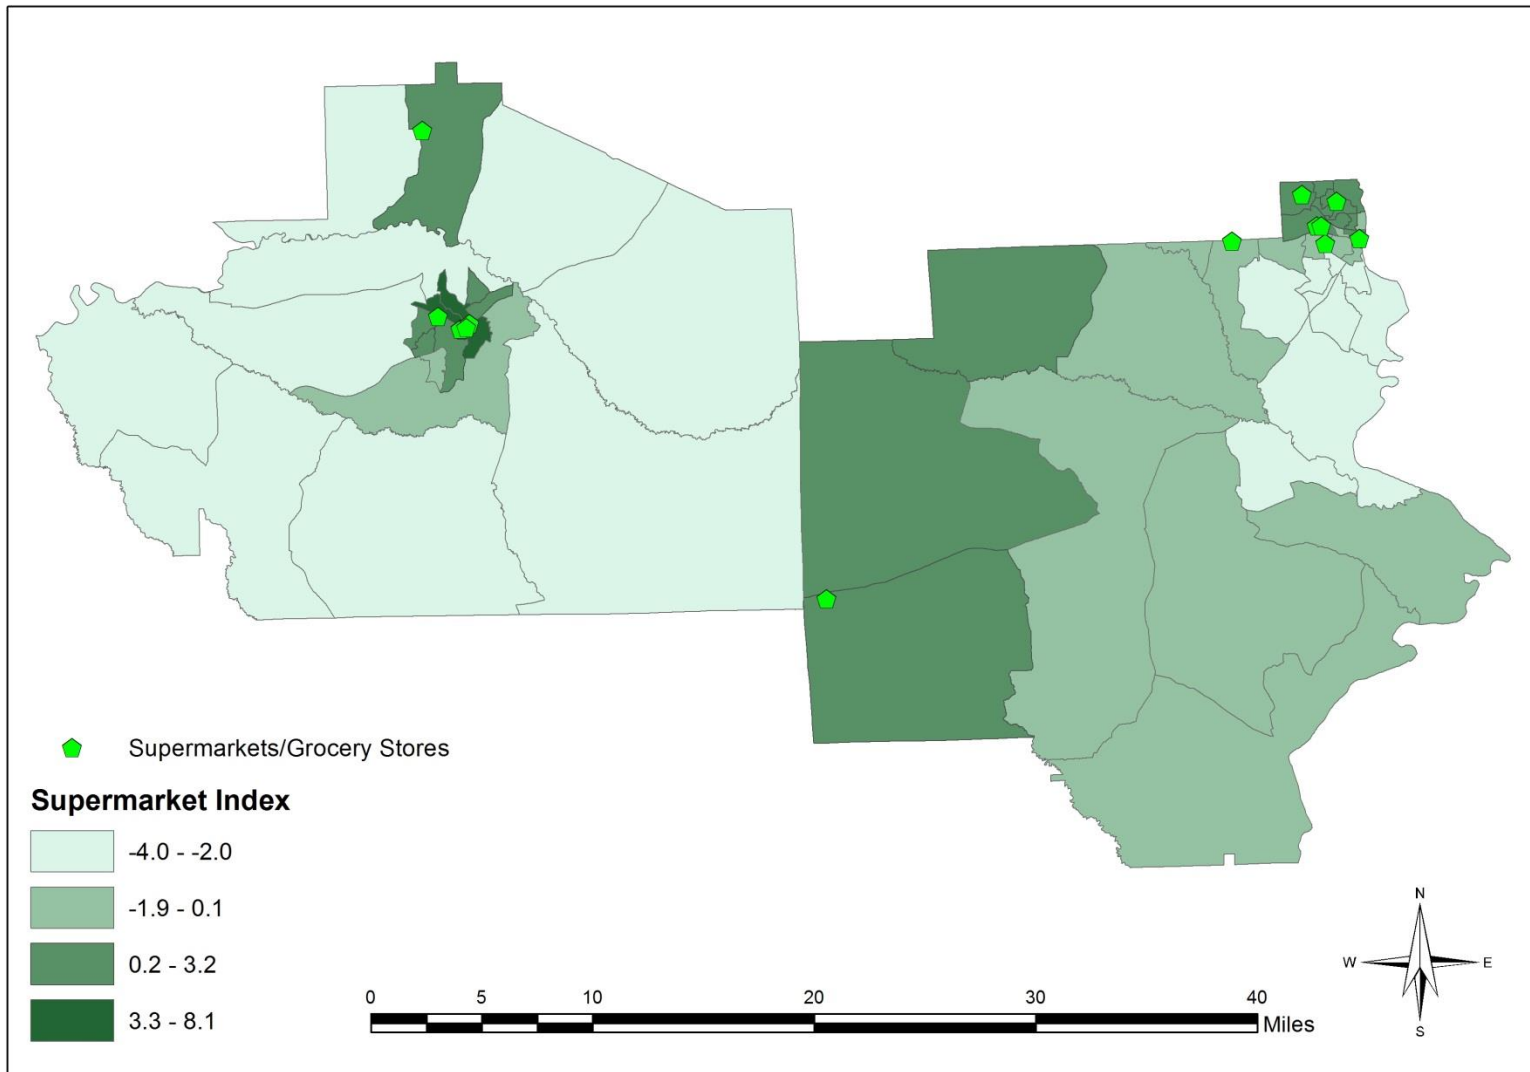 Supermarkets/Grocery Stores
Supermarket Index
-4.0 - -2.0
-1.9 - 0.1
0.2 - 3.2
3.3 - 8.1
0 5 10 20 30 40
Miles
N
W E
S